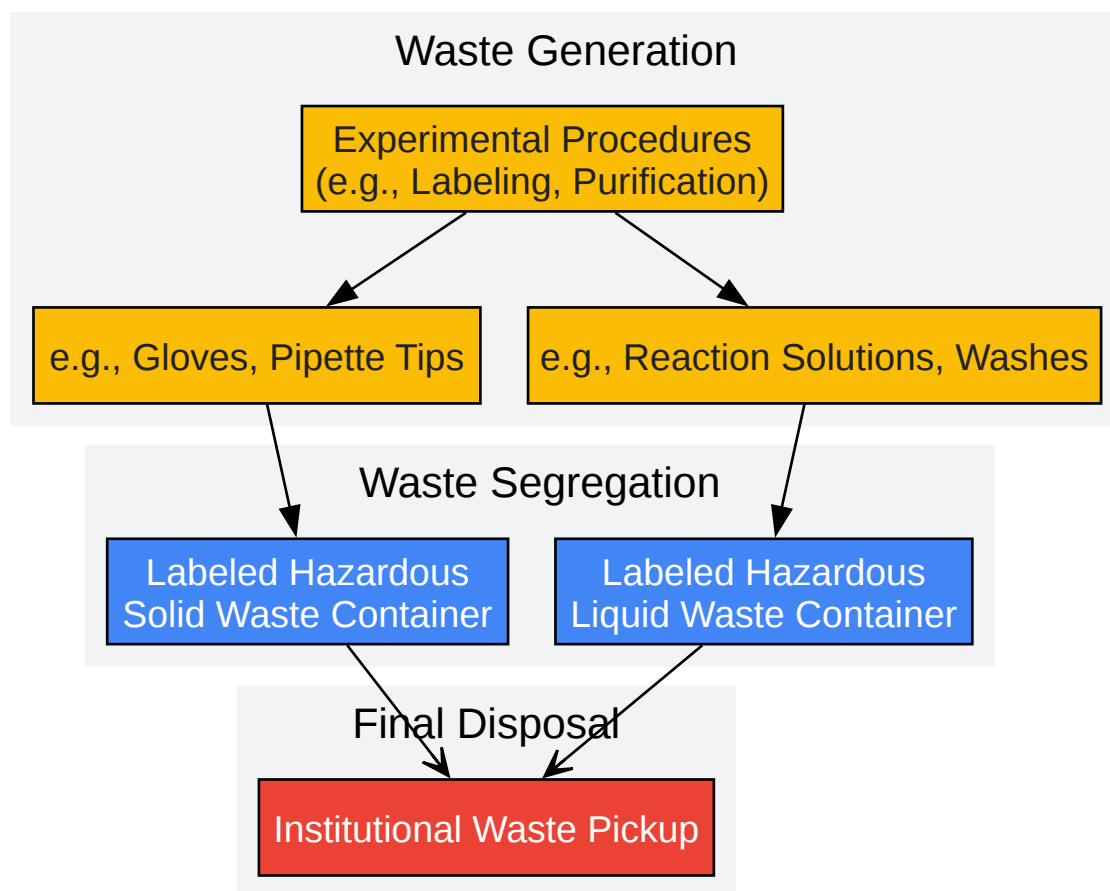 Waste Generation
Experimental Procedures
(e.g., Labeling, Purification)
e.g., Gloves, Pipette Tips
e.g., Reaction Solutions, Washes
Waste Segregation
Labeled Hazardous
Solid Waste Container
Labeled Hazardous
Liquid Waste Container
Final Disposal
Institutional Waste Pickup